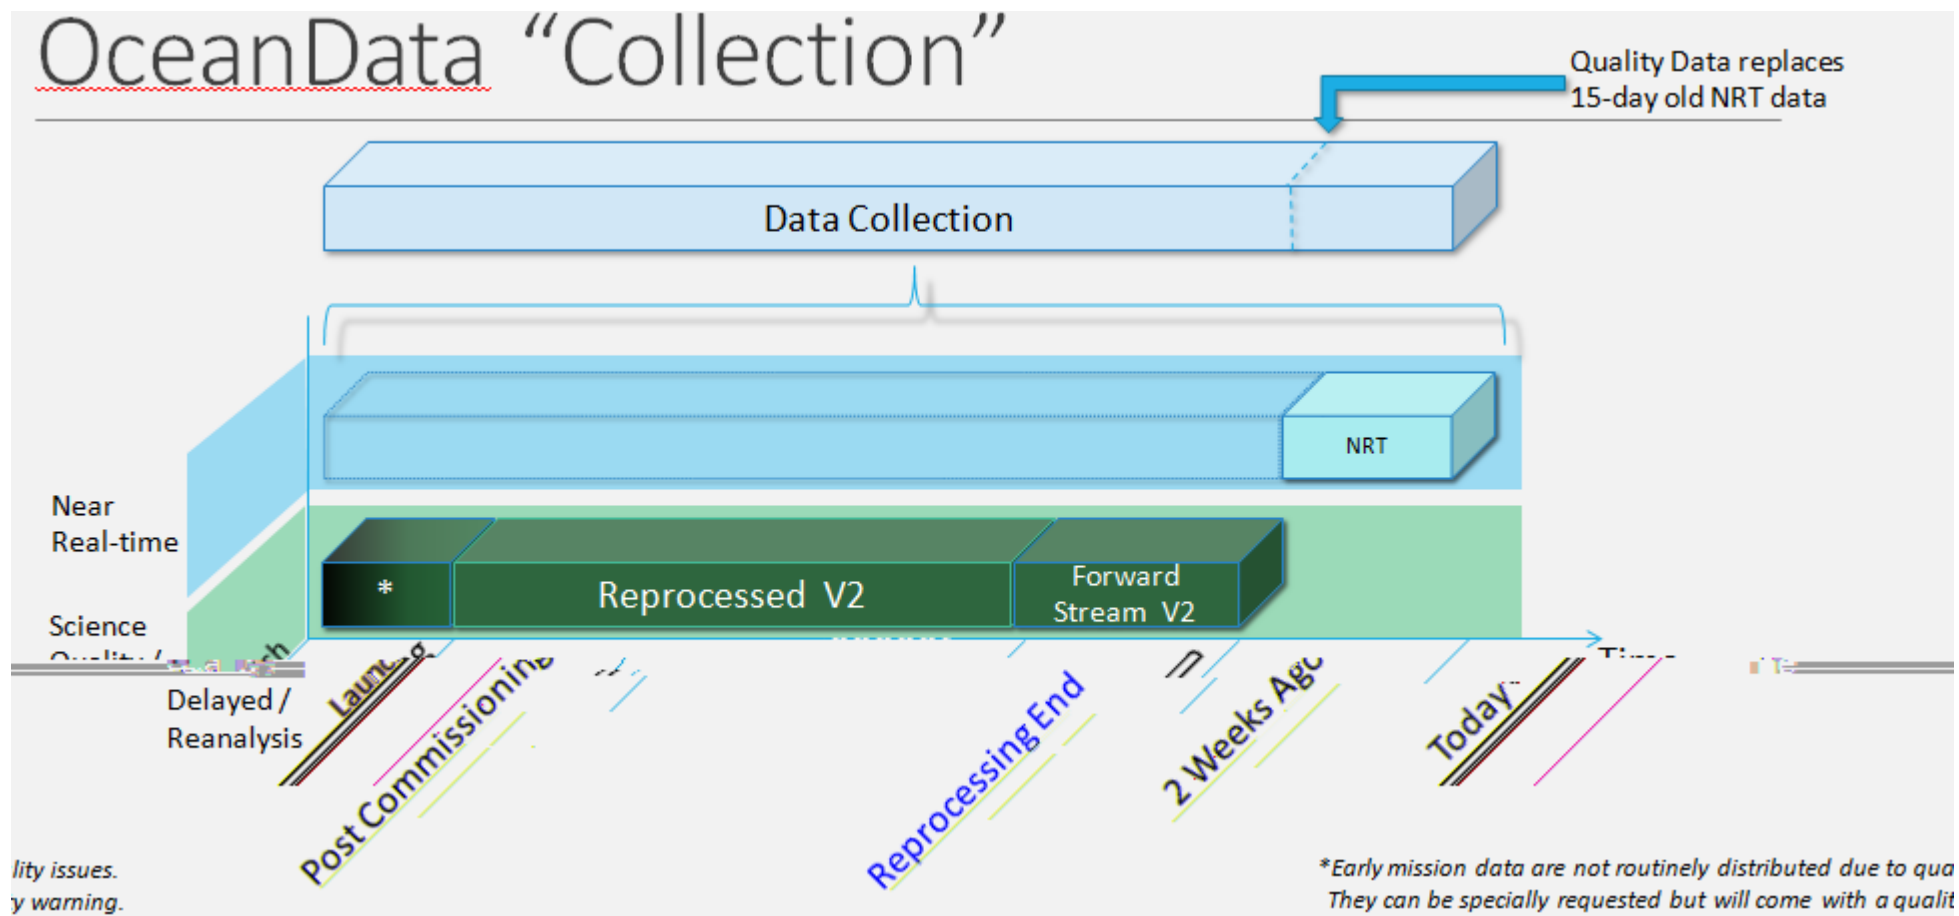 OceanData “Collection”
Quality Data replaces
15-day old NRT data
Data Collection
NRT
Near
Real-time
*
Reprocessed V2
Forward
Stream V2
Science
Delayed /
Reanalysis
Post Commissioning
Reprocessing End
2 Weeks Ago
Today
lity issues.
y warning.
*Early mission data are not routinely distributed due to qua
They can be specially requested but will come with a qualit